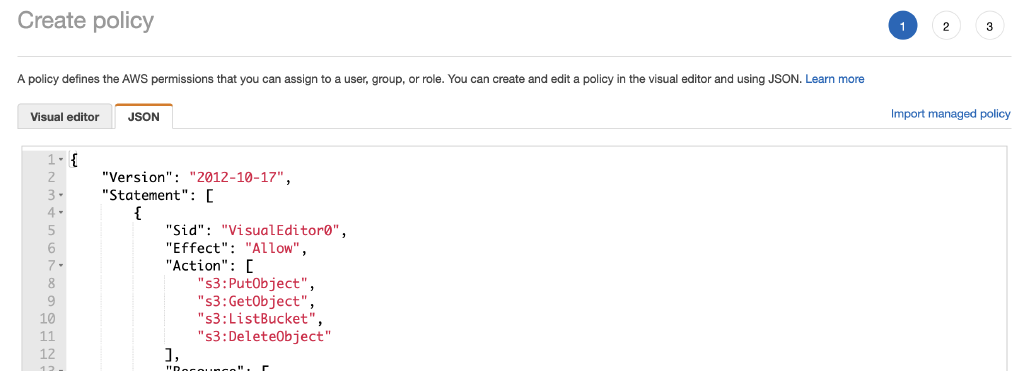 Create policy
1 2 3
A policy defines the AWS permissions that you can assign to a user, group, or role. You can create and edit a policy in the visual editor and using JSON. Learn more
Visual editor JSON Import managed policy
1 {
2 "Version": "2012-10-17",
3 "Statement": [
4 {
5 "Sid": "VisualEditor0",
6 "Effect": "Allow",
7 "Action": [
8 "s3:PutObject",
9 "s3:GetObject",
10 "s3:ListBucket",
11 "s3:DeleteObject"
12 ],
13 "Resource": [